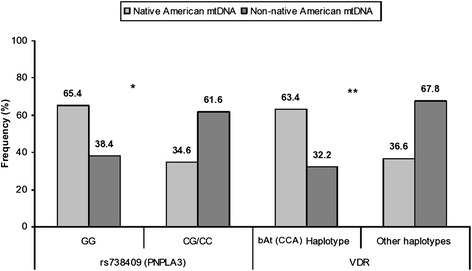 Native American mtDNA Non-native American mtDNA
Frequency (%)
100
80
60
40
20
0
65.4
38.4
*
34.6
61.6
63.4
32.2
**
36.6
67.8
GG
CG/CC
bAt (CCA) Haplotype
Other haplotypes
rs738409 (PNPLA3)
VDR